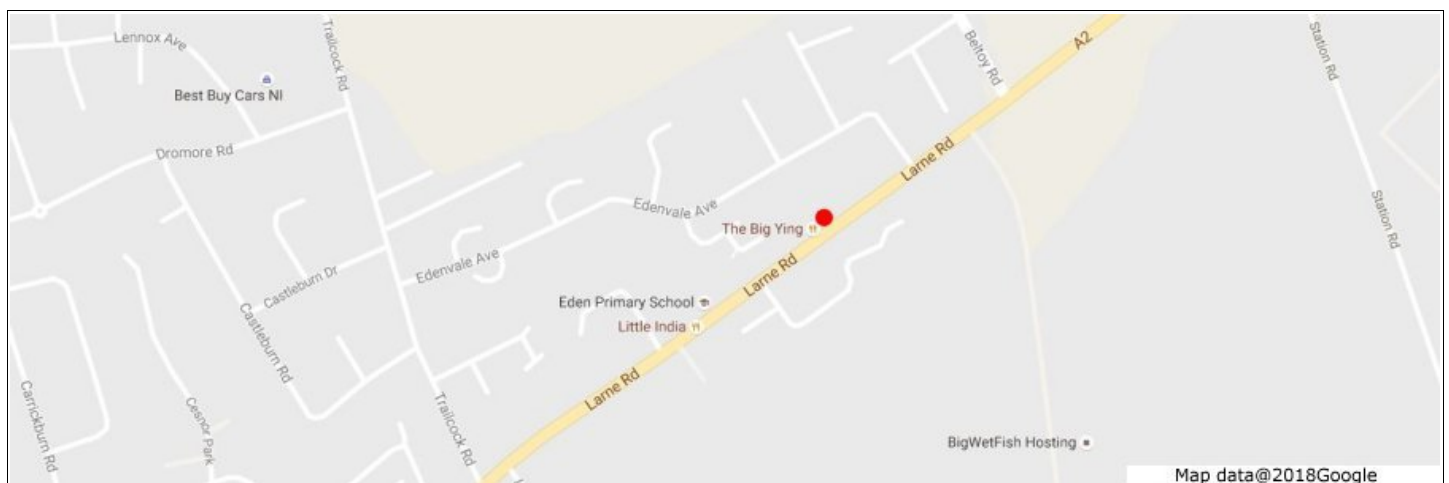 Lennox Ave
Trailcock Rd
Best Buy Cars NI
Dromore Rd
Beltoy Rd
A2
Station Rd
Larne Rd
Edenvale Ave
The Big Ying
Station Rd
Edenvale Ave
Castleburn Dr
Larne Rd
Eden Primary School
Little India
Castleburn Rd
Larne Rd
Carrickburn Rd
Cesnor Park
Trailcock Rd
BigWetFish Hosting
Map data@2018Google